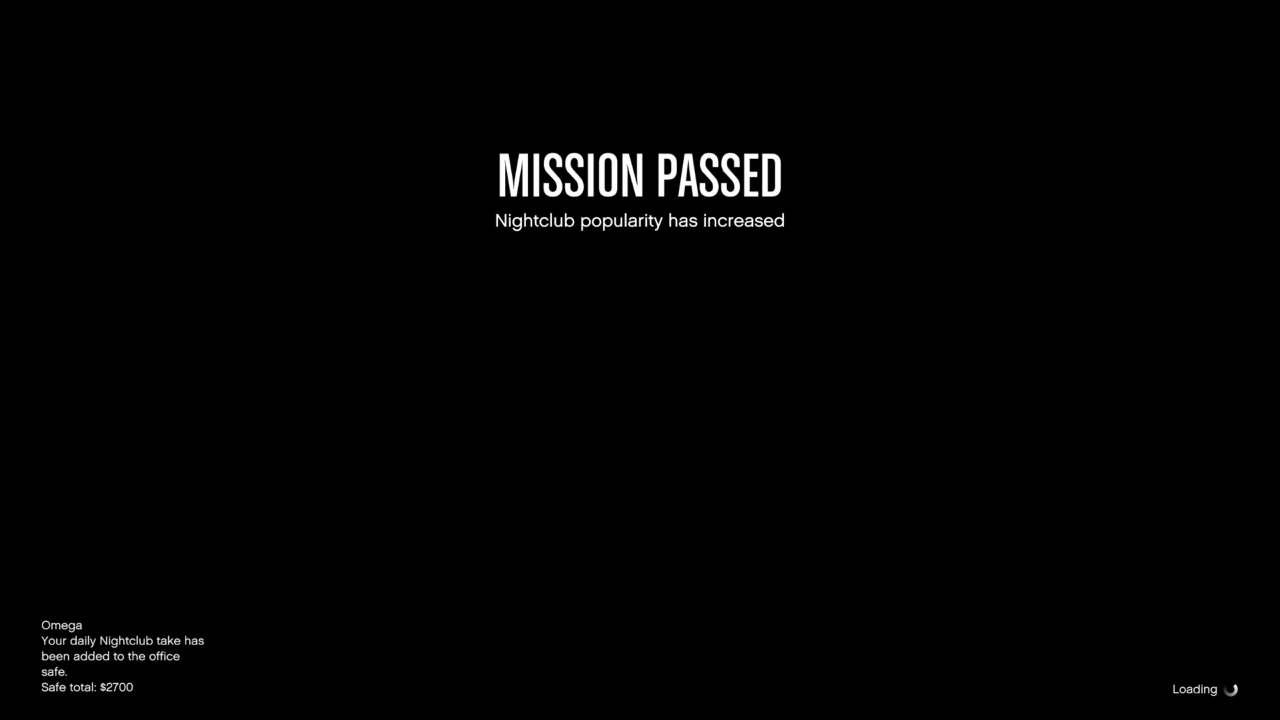 MISSION PASSED
Nightclub popularity has increased
Omega
Your daily Nightclub take has
been added to the office
safe.
Safe total: $2700
Loading